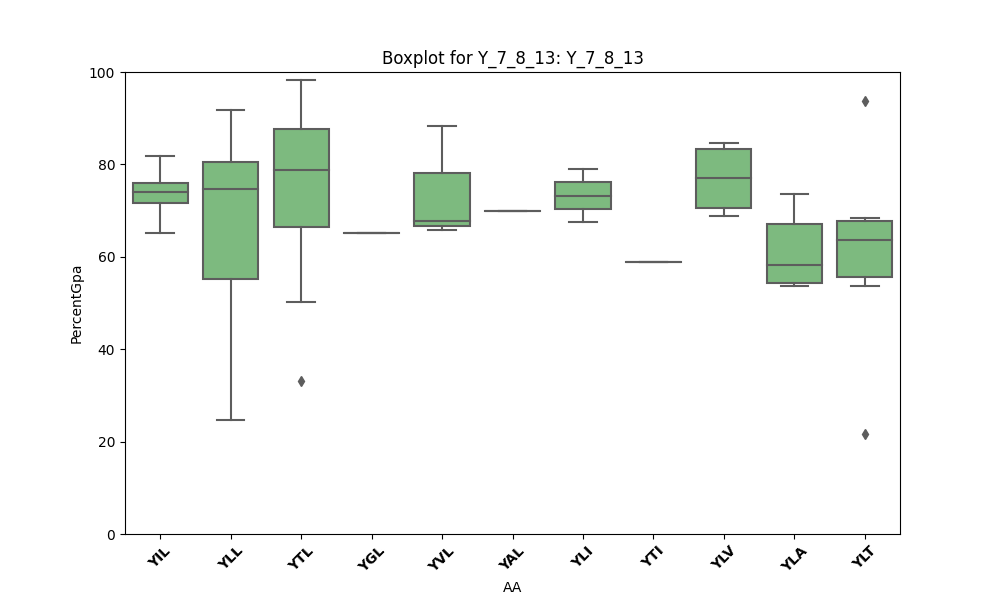 Boxplot for Y_7_8_13: Y_7_8_13
100
80
60
40
20
0
PercentGpa
YIL YLL YTL YGL YVL YAL YLI YTI YLV YLA YLT
AA